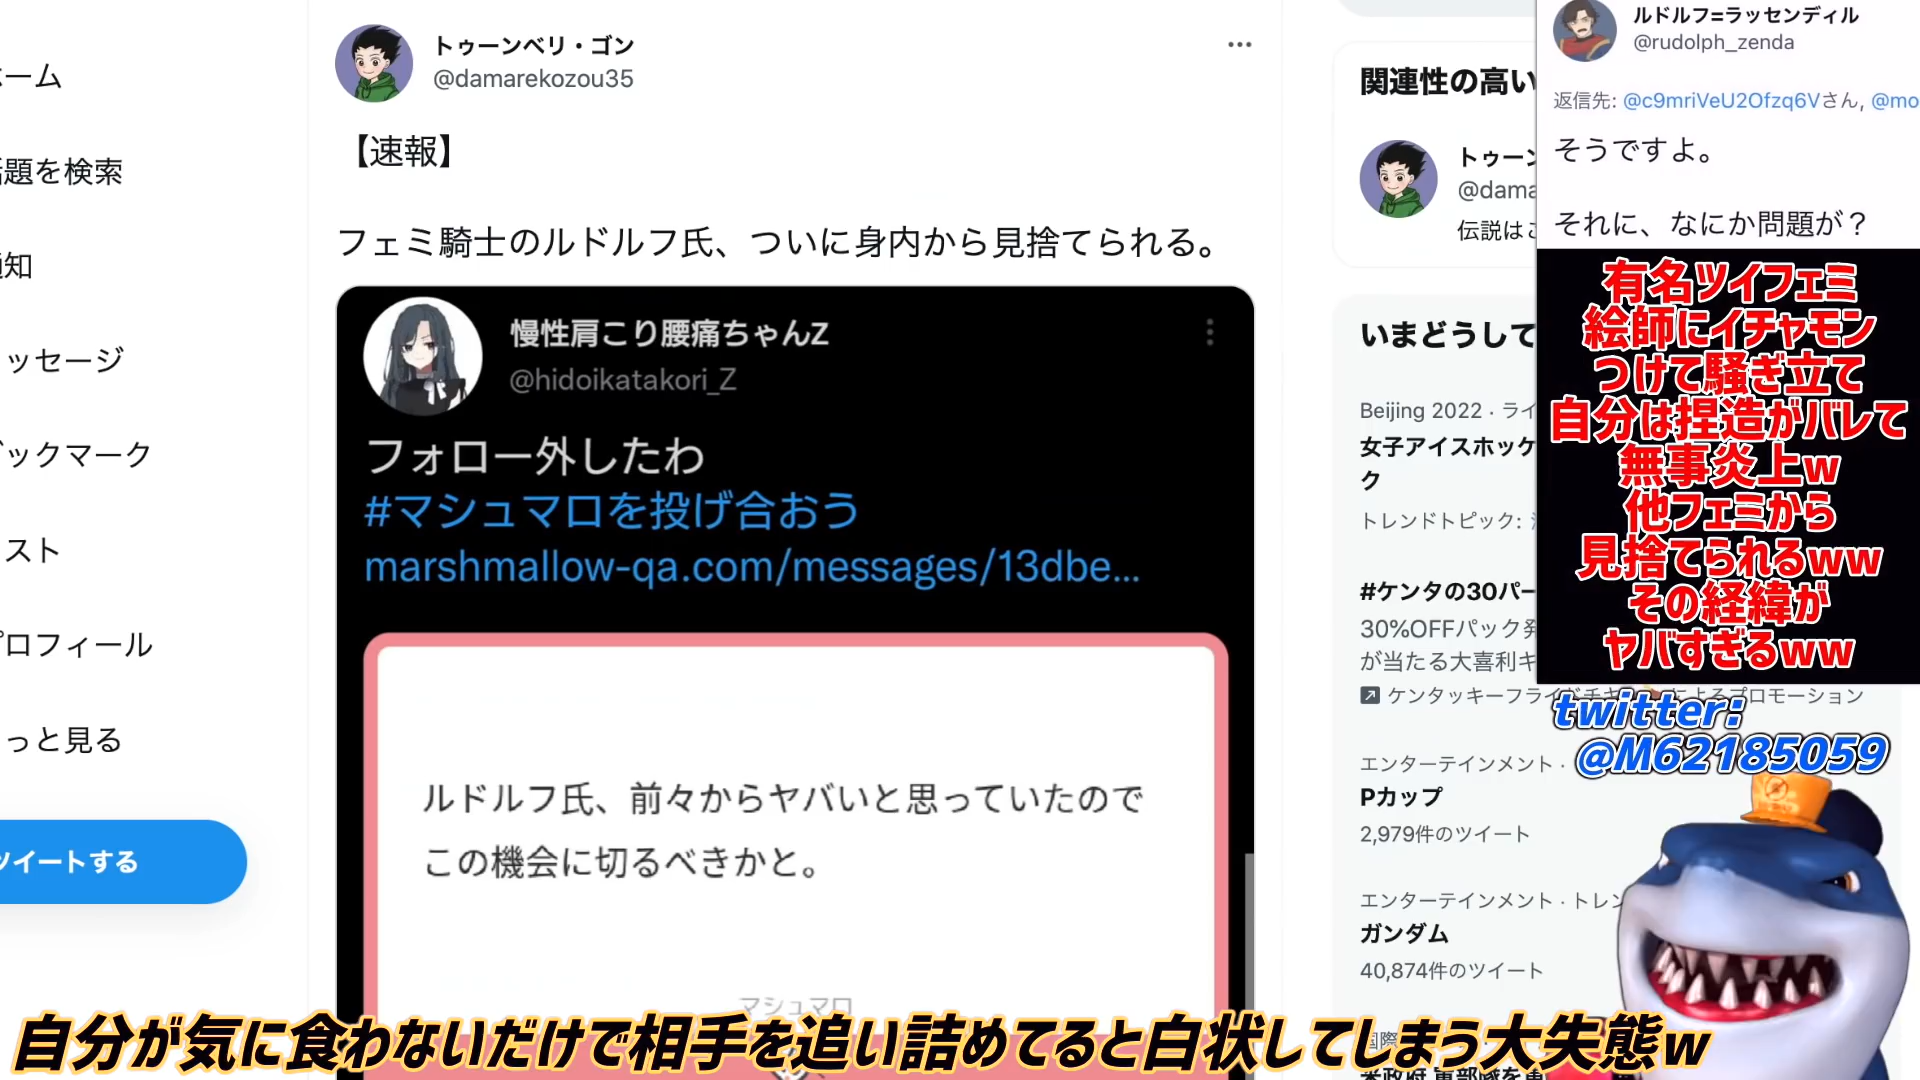 ーム
題を検索
知
ッセージ
ックマーク
スト
ロフィール
っと見る
ツイートする
トゥーンベリ・ゴン
@damarekozou35
【速報】
フェミ騎士のルドルフ氏、ついに身内から見捨てられる。
慢性肩こり腰痛ちゃんZ
@hidoikatakori_Z
フォロー外したわ
#マシュマロを投げ合おう
marshmallow-qa.com/messages/13dbe...
ルドルフ氏、前々からヤバいと思っていたので
この機会に切るべきかと。
マシュマロ
関連性の高い
トゥーン
@dama
伝説は
いまどうして
Beijing 2022 · ライ
女子アイスホッケ
ク
トレンドトピック:
#ケンタの30パー
30%OFFパック発
が当たる大喜利キ
ケンタッキーフライドチキ によるプロモーション
エンターテインメント ·
Pカップ
2,979件のツイート
エンターテインメント · トレン
ガンダム
40,874件のツイート
国際
ルドルフ=ラッセンディル
@rudolph_zenda
返信先: @c9mriVeU2Ofzq6Vさん, @mo
そうですよ。
それに、なにか問題が？
有名ツイフェミ
絵師にイチャモン
つけて騒ぎ立て
自分は捏造がバレて
無事炎上w
他フェミから
見捨てられるww
その経緯が
ヤバすぎるww
twitter:
@M62185059
自分が気に食わないだけで相手を追い詰めてると白状してしまう大失態w